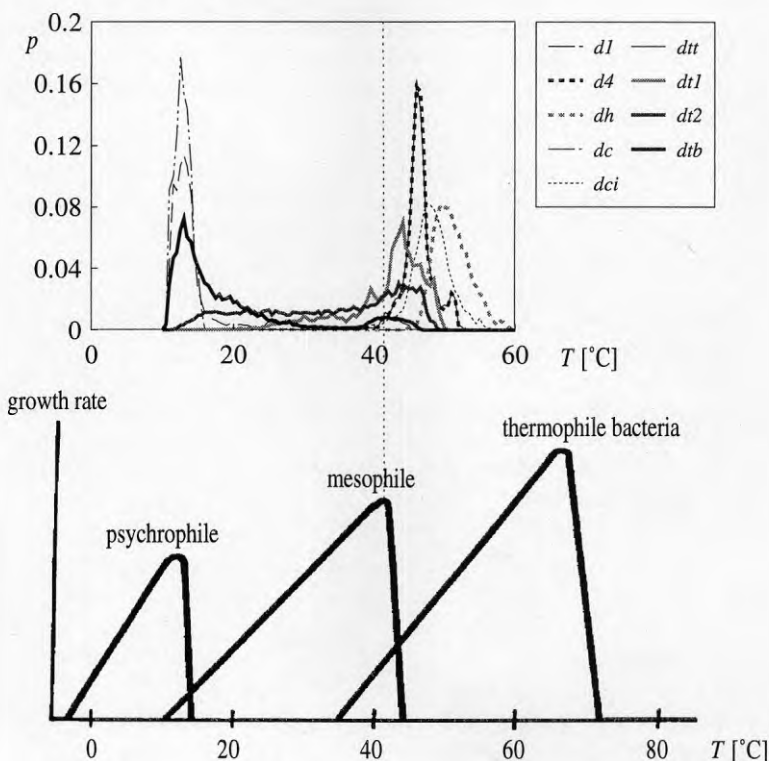 p
0.2
0.16
0.12
0.08
0.04
0
0 20 40 60 T [°C]
d1 dtt
d4 dt1
dh dt2
dc dtb
dci
growth rate
thermophile bacteria
mesophile
psychrophile
0 20 40 60 80 T [°C]